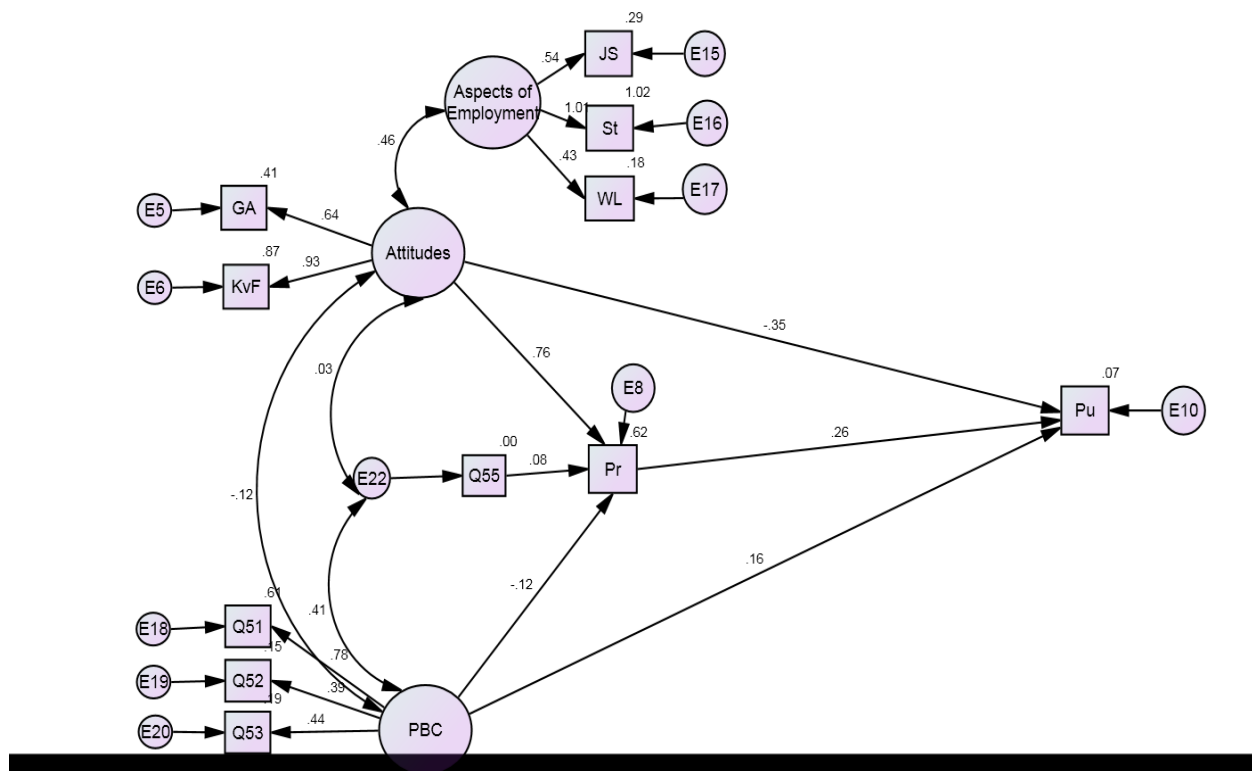 .29
JS
E15
.54
Aspects of
Employment
1.02
1.01
St
E16
.46
.43
.18
WL
E17
.41
E5
GA
.64
Attitudes
.87
E6
KvF
.93
-.35
.03
.76
E8
.07
Pu
E10
.62
.26
.00
E22
Q55
.08
Pr
-.12
.16
-.12
.61
.41
E18
Q51
.15
.78
E19
Q52
.39
.19
E20
Q53
.44
PBC